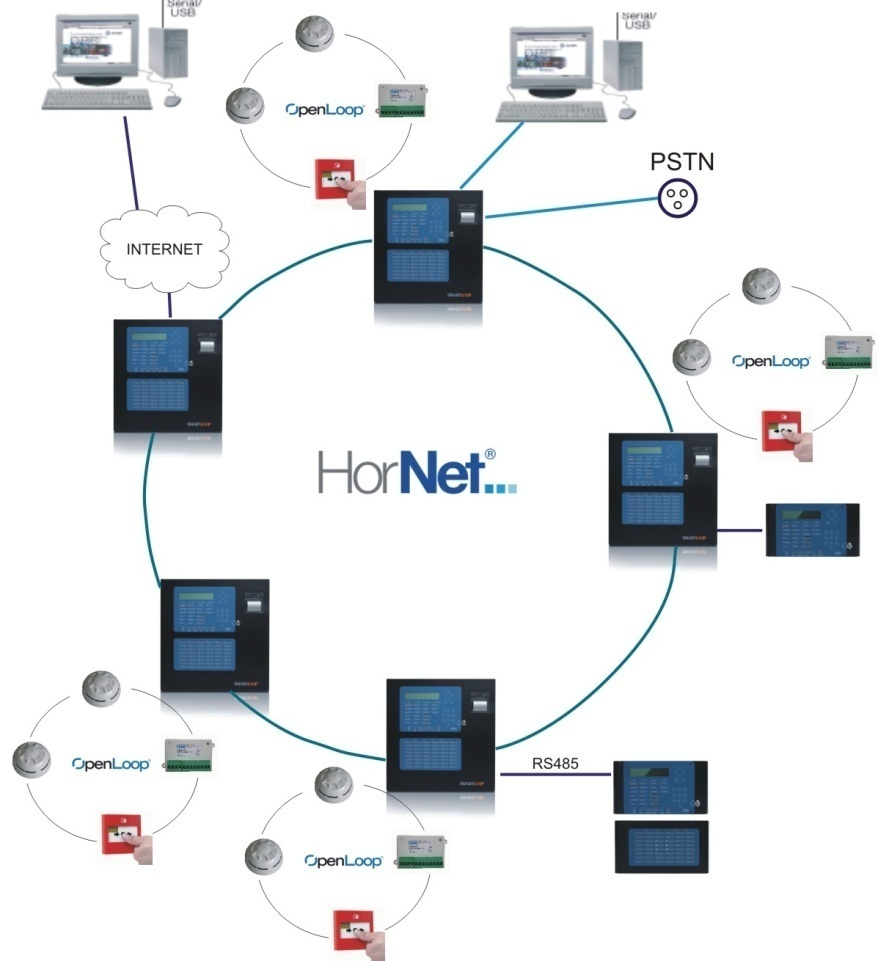 Serial/
USB
Serial/
USB
OpenLoop®
PSTN
INTERNET
OpenLoop®
HorNet®...
OpenLoop®
RS485
OpenLoop®